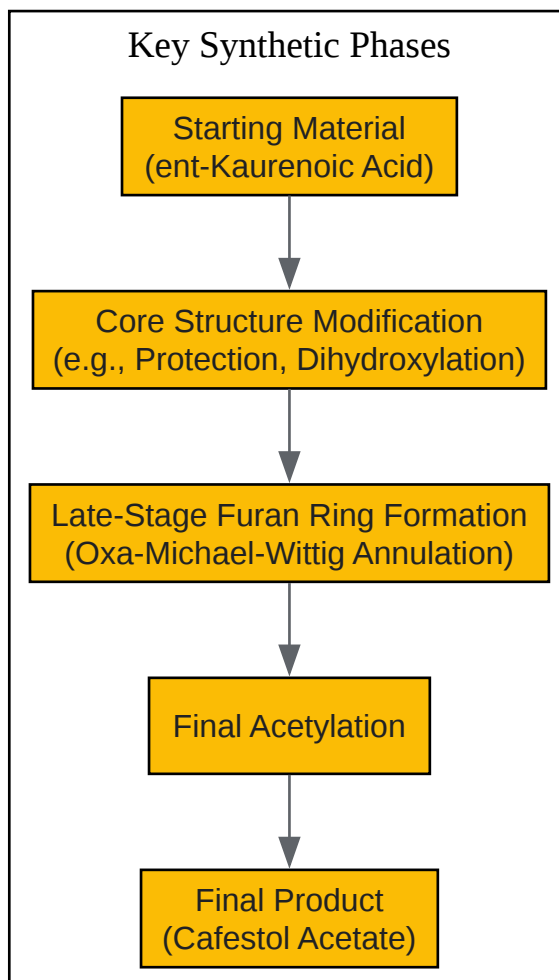 Key Synthetic Phases
Starting Material
(ent-Kaurenoic Acid)
Core Structure Modification
(e.g., Protection, Dihydroxylation)
Late-Stage Furan Ring Formation
(Oxa-Michael-Wittig Annulation)
Final Acetylation
Final Product
(Cafestol Acetate)